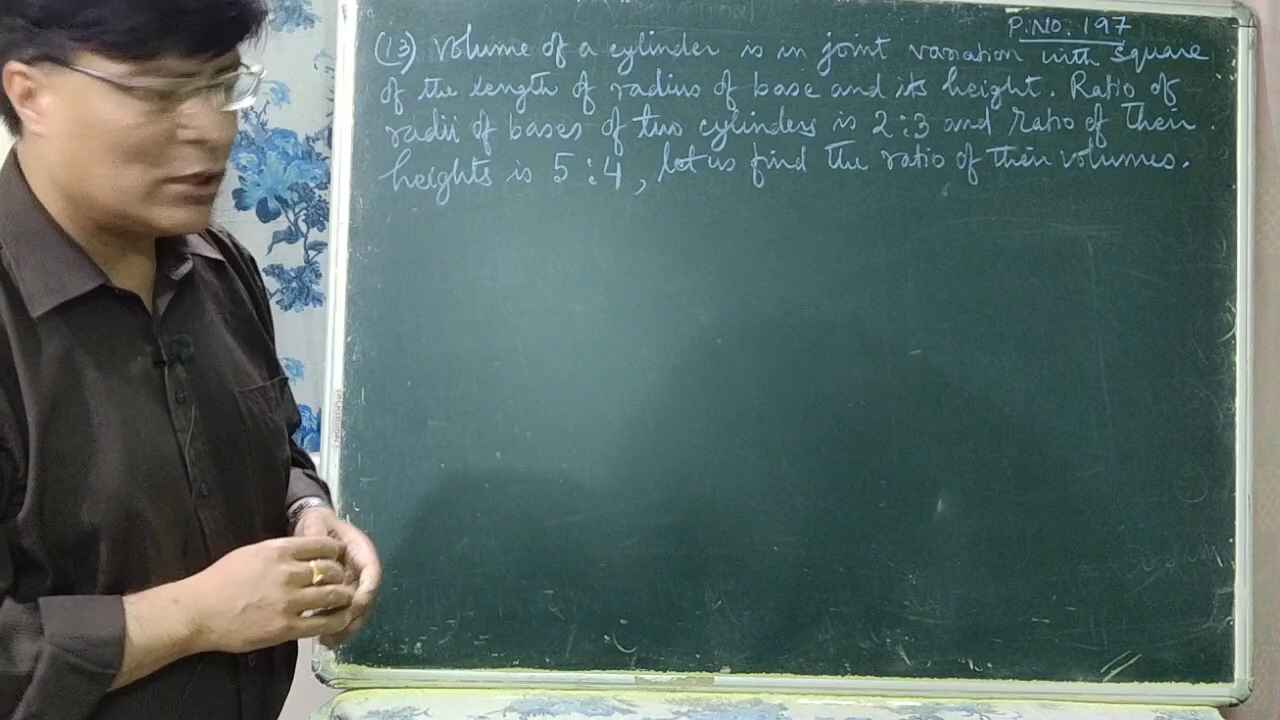 P.NO. 197
(13) Volume of a cylinder is in joint variation with square
of the length of radius of base and its height. Ratio of
radii of bases of two cylinders is 2:3 and ratio of their
heights is 5:4, let us find the ratio of their volumes.